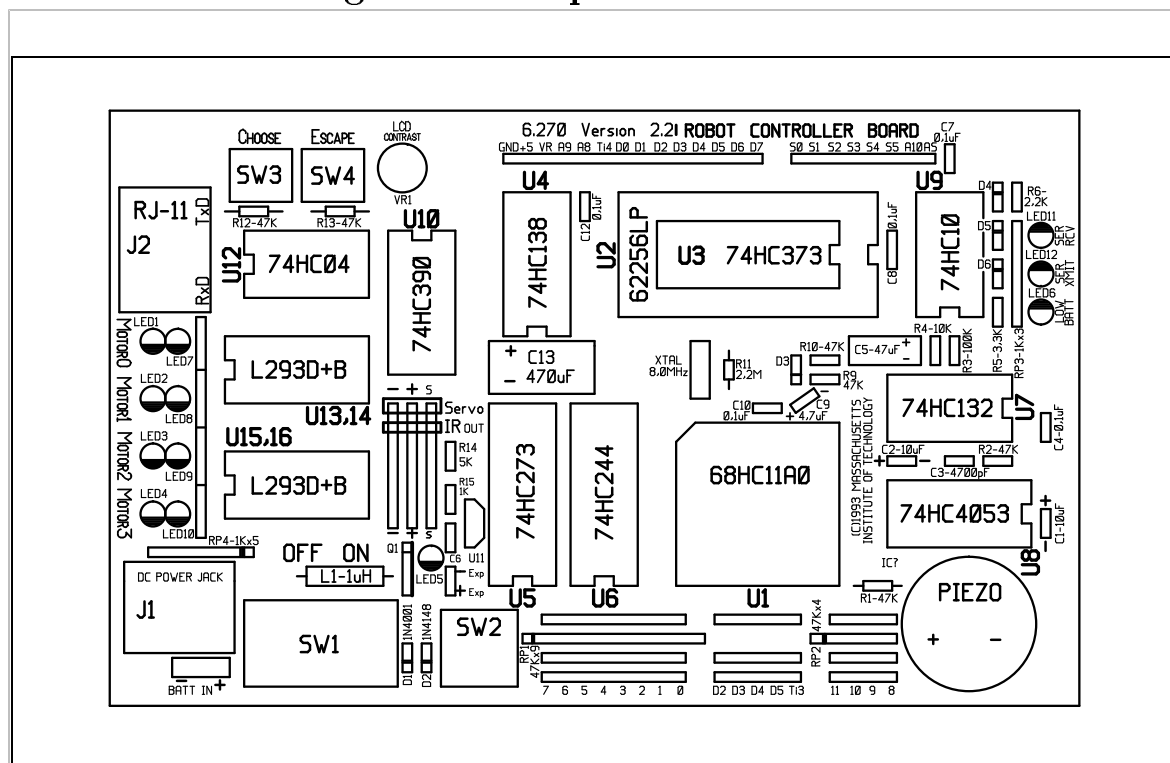 6.270 Version 2.21 ROBOT CONTROLLER BOARD
GND+5 VR A9 A8 Ti4 D0 D1 D2 D3 D4 D5 D6 D7
S0 S1 S2 S3 S4 S5 A10A5
C7
0.1uF
CHOOSE
SW3
R12-47K
ESCAPE
SW4
R13-47K
LCD
CONTRAST
VR1
RJ-11
J2
TxD
RxD
U12
74HC04
U10
74HC390
U4
74HC138
C12
0.1uF
U2
62256LP
U3 74HC373
0.1uF
C8
U9
74HC10
D4
D5
D6
R6-
2.2K
LED11
SER
RCV
LED12
SER
XMIT
LED6
LOW
BATT
R5-3.3K
RP3-1Kx3
LED1
LED7
LED2
LED8
LED3
LED9
LED4
LED10
MOTOR0 MOTOR1 MOTOR2 MOTOR3
L293D+B
U13,14
U15,16
L293D+B
RP4-1Kx5
- + S
Servo
IR OUT
- + S
R14
5K
R15
1K
C6
U11
Q1
LED5
- Exp
+ Exp
+ C13
- 470uF
XTAL
8.0MHz
R11
2.2M
D3
R10-47K
R9
47K
C10
0.1uF
-
C9
+ 4.7uF
C5-47uF
+
-
R4-10K
R3-100K
74HC132
U7
C4-0.1uF
C2-10uF
+ -
R2-47K
C3-4700pF
74HC4053
U8
+
C1-10uF
-
74HC273
U5
74HC244
U6
68HC11A0
U1
(C)1993 MASSACHUSETTS
INSTITUTE OF TECHNOLOGY
IC?
R1-47K
PIEZO
+ -
OFF ON
L1-1uH
DC POWER JACK
J1
- +
BATT IN
SW1
1N4001
D1
1N4148
D2
SW2
RP1
47Kx9
RP2
47Kx4
7 6 5 4 3 2 1 0
D2 D3 D4 D5 Ti3
11 10 9 8